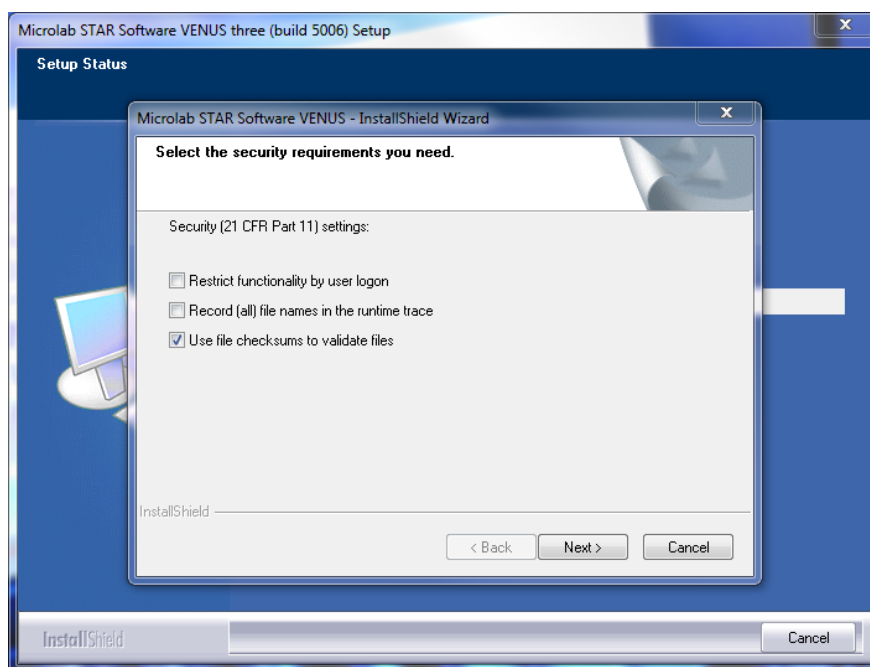 Microlab STAR Software VENUS three (build 5006) Setup
Setup Status
Microlab STAR Software VENUS - InstallShield Wizard
Select the security requirements you need.
Security (21 CFR Part 11) settings:
Restrict functionality by user logon
Record (all) file names in the runtime trace
Use file checksums to validate files
InstallShield
< Back Next > Cancel
InstallShield
Cancel